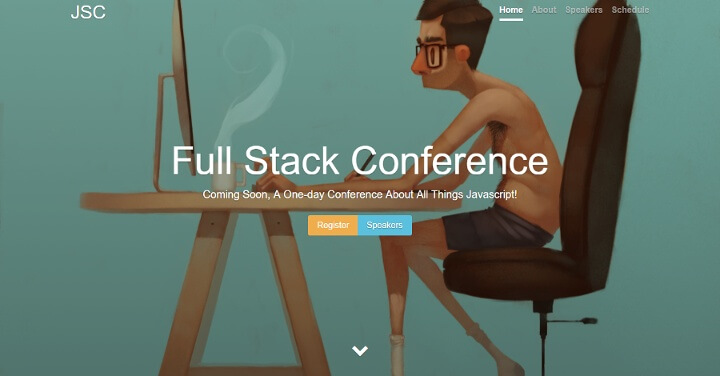 JSC
Home About Speakers Schedule
Full Stack Conference
Coming Soon, A One-day Conference About All Things Javascript!
Register Speakers